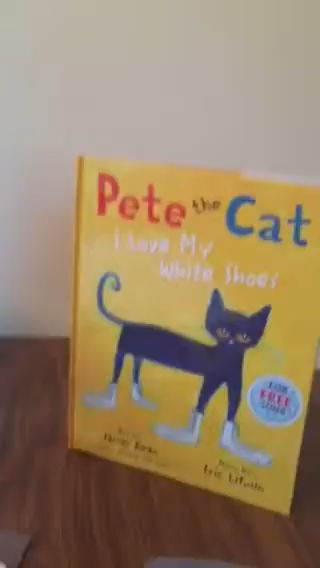 Pete the Cat
I Love My
White Shoes
FREE
Eric Litwin